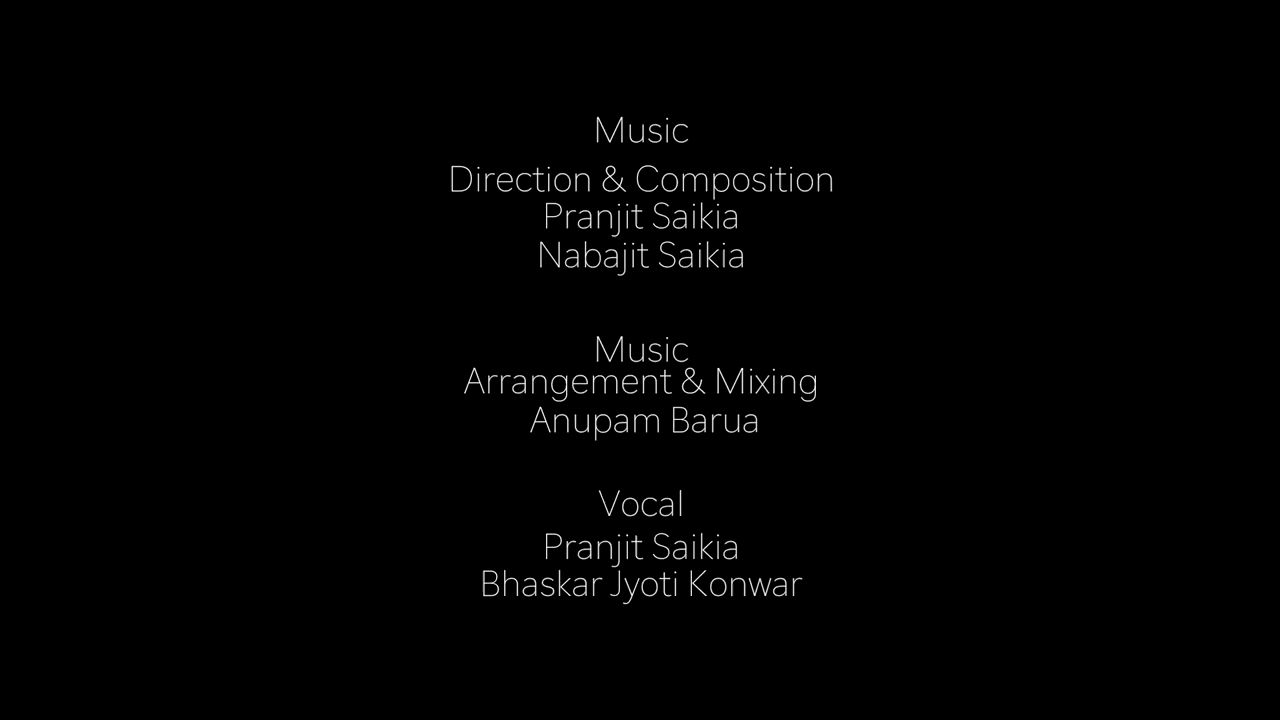 Music
Direction & Composition
Pranjit Saikia
Nabajit Saikia
Music
Arrangement & Mixing
Anupam Barua
Vocal
Pranjit Saikia
Bhaskar Jyoti Konwar